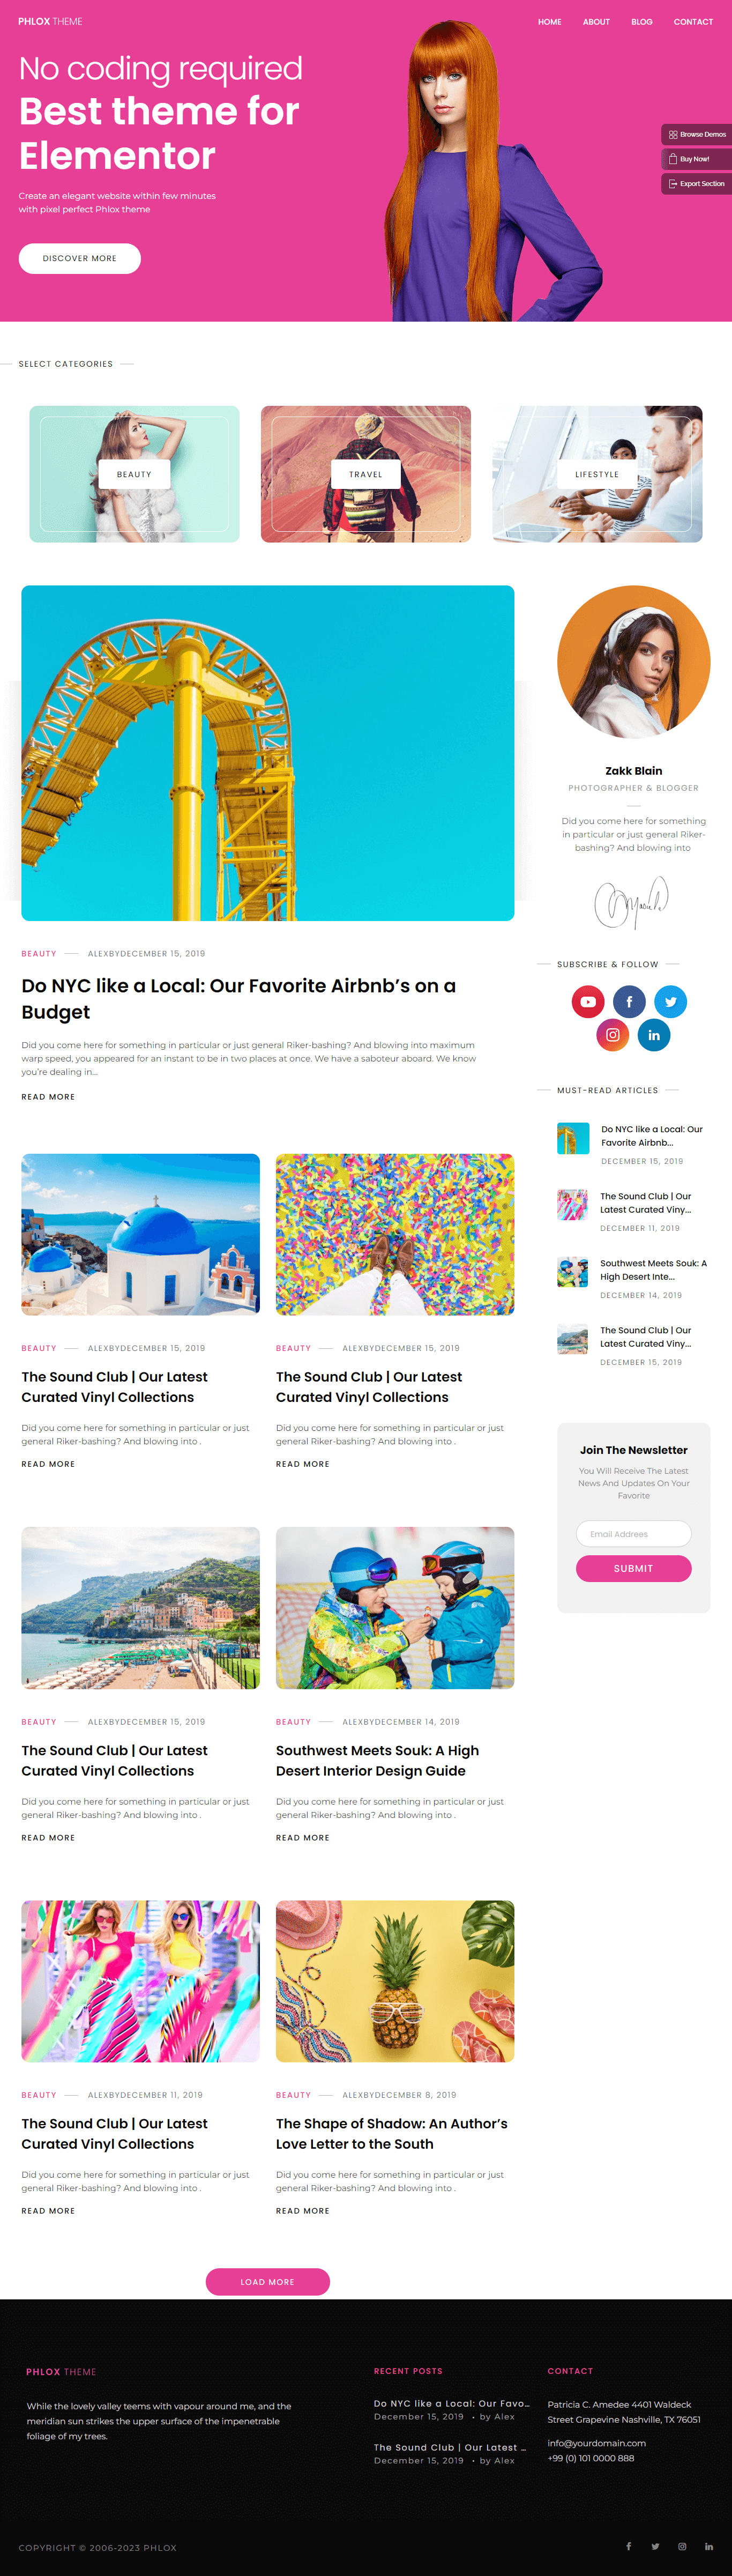 PHLOX THEME
HOME ABOUT BLOG CONTACT
No coding required
Best theme for
Elementor
Create an elegant website within few minutes
with pixel perfect Phlox theme
DISCOVER MORE
Browse Demos
Buy Now!
Export Section
SELECT CATEGORIES
BEAUTY
TRAVEL
LIFESTYLE
BEAUTY ALEXBYDECEMBER 15, 2019
Do NYC like a Local: Our Favorite Airbnb's on a
Budget
Did you come here for something in particular or just general Riker-bashing? And blowing into maximum
warp speed, you appeared for an instant to be in two places at once. We have a saboteur aboard. We know
you're dealing in...
READ MORE
BEAUTY ALEXBYDECEMBER 15, 2019
The Sound Club | Our Latest
Curated Vinyl Collections
Did you come here for something in particular or just
general Riker-bashing? And blowing into .
READ MORE
BEAUTY ALEXBYDECEMBER 15, 2019
The Sound Club | Our Latest
Curated Vinyl Collections
Did you come here for something in particular or just
general Riker-bashing? And blowing into .
READ MORE
BEAUTY ALEXBYDECEMBER 15, 2019
The Sound Club | Our Latest
Curated Vinyl Collections
Did you come here for something in particular or just
general Riker-bashing? And blowing into .
READ MORE
BEAUTY ALEXBYDECEMBER 14, 2019
Southwest Meets Souk: A High
Desert Interior Design Guide
Did you come here for something in particular or just
general Riker-bashing? And blowing into .
READ MORE
BEAUTY ALEXBYDECEMBER 11, 2019
The Sound Club | Our Latest
Curated Vinyl Collections
Did you come here for something in particular or just
general Riker-bashing? And blowing into .
READ MORE
BEAUTY ALEXBYDECEMBER 8, 2019
The Shape of Shadow: An Author's
Love Letter to the South
Did you come here for something in particular or just
general Riker-bashing? And blowing into .
READ MORE
LOAD MORE
Zakk Blain
PHOTOGRAPHER & BLOGGER
Did you come here for something
in particular or just general Riker-
bashing? And blowing into
SUBSCRIBE & FOLLOW
MUST-READ ARTICLES
Do NYC like a Local: Our
Favorite Airbnb...
DECEMBER 15, 2019
The Sound Club | Our
Latest Curated Viny...
DECEMBER 11, 2019
Southwest Meets Souk: A
High Desert Inte...
DECEMBER 14, 2019
The Sound Club | Our
Latest Curated Viny...
DECEMBER 15, 2019
Join The Newsletter
You Will Receive The Latest
News And Updates On Your
Favorite
Email Addrees
SUBMIT
PHLOX THEME
While the lovely valley teems with vapour around me, and the
meridian sun strikes the upper surface of the impenetrable
foliage of my trees.
RECENT POSTS
Do NYC like a Local: Our Favo...
December 15, 2019 • by Alex
The Sound Club | Our Latest ...
December 15, 2019 • by Alex
CONTACT
Patricia C. Amedee 4401 Waldeck
Street Grapevine Nashville, TX 76051
info@yourdomain.com
+99 (0) 101 0000 888
COPYRIGHT © 2006-2023 PHLOX